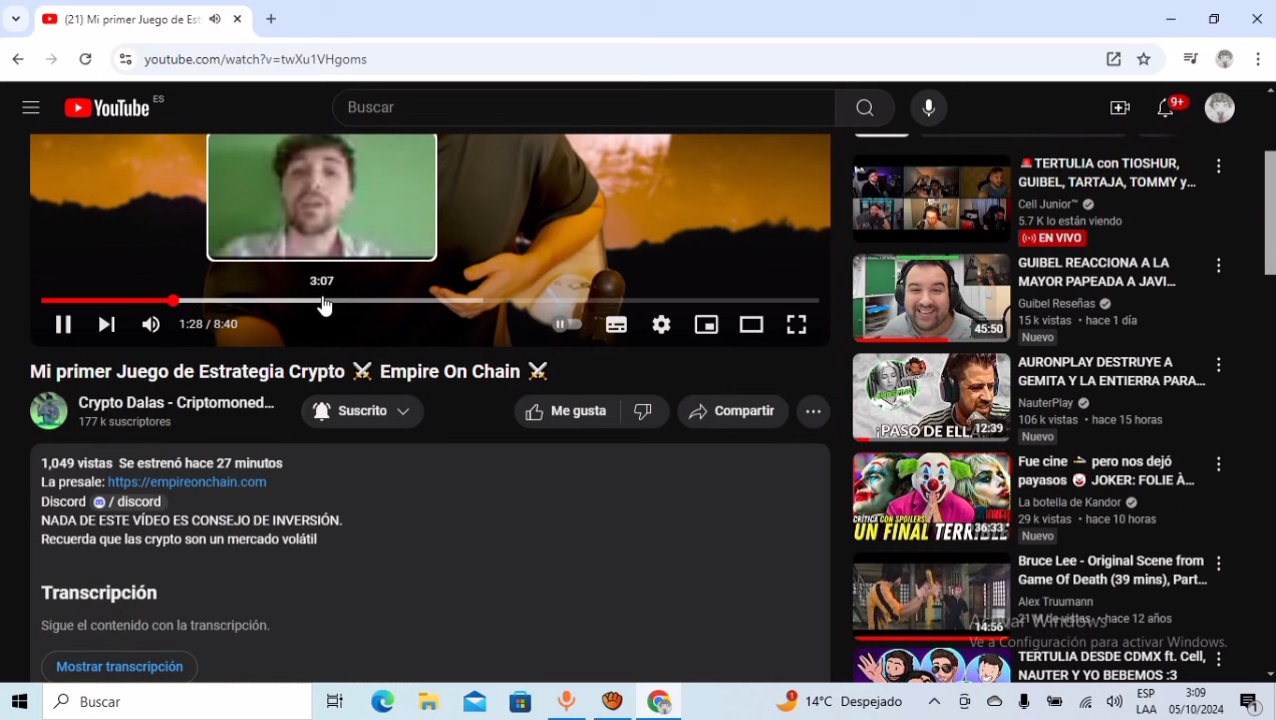 (21) Mi primer Juego de Est
youtube.com/watch?v=twXu1VHgoms
YouTube ES
Buscar
9+
3:07
1:28 / 8:40
Mi primer Juego de Estrategia Crypto ⚔️ Empire On Chain ⚔️
Crypto Dalas - Criptomoned...
177 k suscriptores
Suscrito
Me gusta
Compartir
1,049 vistas Se estrenó hace 27 minutos
La presale: https://empireonchain.com
Discord / discord
NADA DE ESTE VÍDEO ES CONSEJO DE INVERSIÓN.
Recuerda que las crypto son un mercado volátil
Transcripción
Sigue el contenido con la transcripción.
Mostrar transcripción
🚨TERTULIA con TIOSHUR,
GUIBEL, TARTAJA, TOMMY y...
Cell Junior™
5.7 K lo están viendo
EN VIVO
GUIBEL REACCIONA A LA
MAYOR PAPEADA A JAVI...
Guibel Reseñas
15 k vistas • hace 1 día
Nuevo
45:50
AURONPLAY DESTRUYE A
GEMITA Y LA ENTIERRA PARA...
NauterPlay
106 k vistas • hace 15 horas
Nuevo
¡PASO DE ELL
12:39
Fue cine 🚬 pero nos dejó
payasos 🤡 JOKER: FOLIE À...
La botella de Kandor
29 k vistas • hace 10 horas
Nuevo
CRÍTICA CON SPOILERS
UN FINAL TERRIBLE
36:33
Bruce Lee - Original Scene from
Game Of Death (39 mins), Part...
Alex Truumann
21 M de vistas • hace 12 años
14:56
TERTULIA DESDE CDMX ft. Cell,
NAUTER Y YO BEBEMOS :3
Activar Windows
Ve a Configuración para activar Windows.
Buscar
1
14°C Despejado
ESP
LAA
3:09
05/10/2024
1